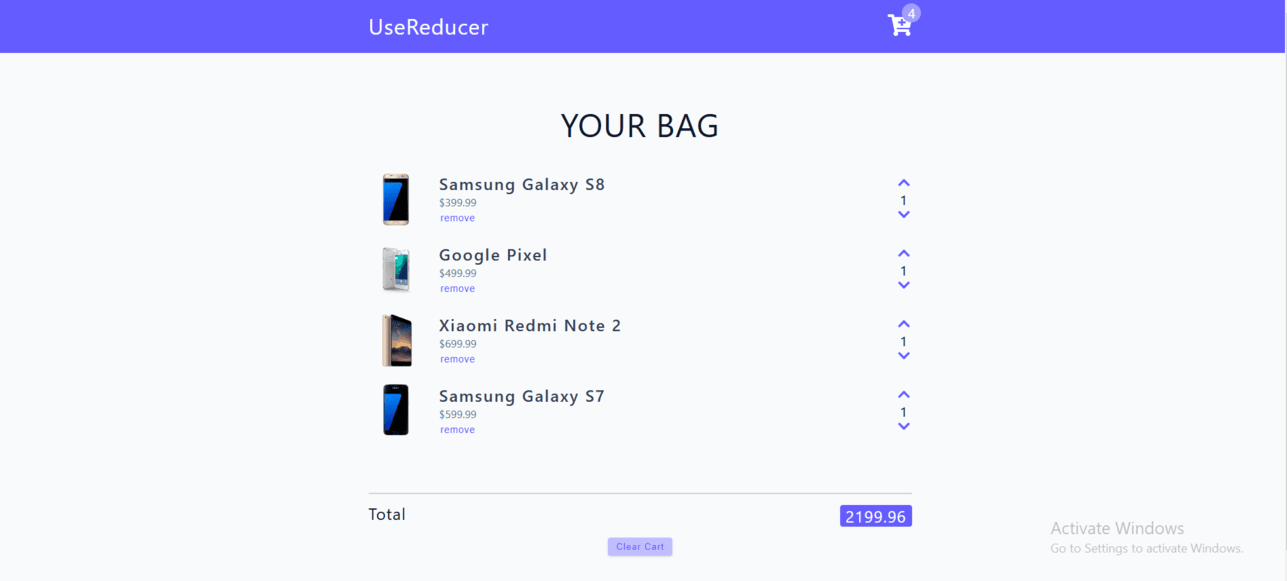 UseReducer
4
YOUR BAG
Samsung Galaxy S8
$399.99
remove
1
Google Pixel
$499.99
remove
1
Xiaomi Redmi Note 2
$699.99
remove
1
Samsung Galaxy S7
$599.99
remove
1
Total
2199.96
Clear Cart
Activate Windows
Go to Settings to activate Windows.